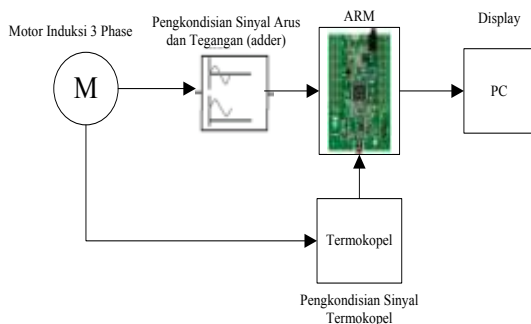 Motor Induksi 3 Phase
Pengkondisian Sinyal Arus
dan Tegangan (adder)
ARM
Display
M
PC
Termokopel
Pengkondisian Sinyal
Termokopel